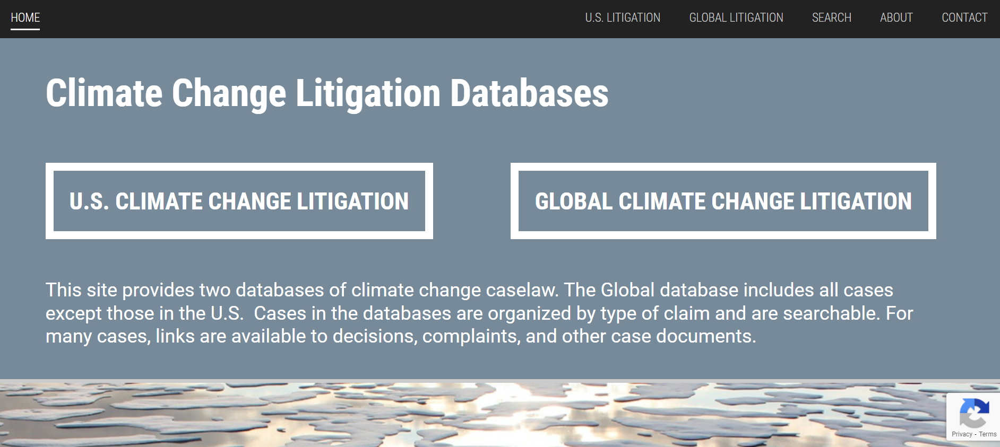 HOME
U.S. LITIGATION
GLOBAL LITIGATION
SEARCH
ABOUT
CONTACT
Climate Change Litigation Databases
U.S. CLIMATE CHANGE LITIGATION
GLOBAL CLIMATE CHANGE LITIGATION
This site provides two databases of climate change caselaw. The Global database includes all cases
except those in the U.S.  Cases in the databases are organized by type of claim and are searchable. For
many cases, links are available to decisions, complaints, and other case documents.
Privacy - Terms